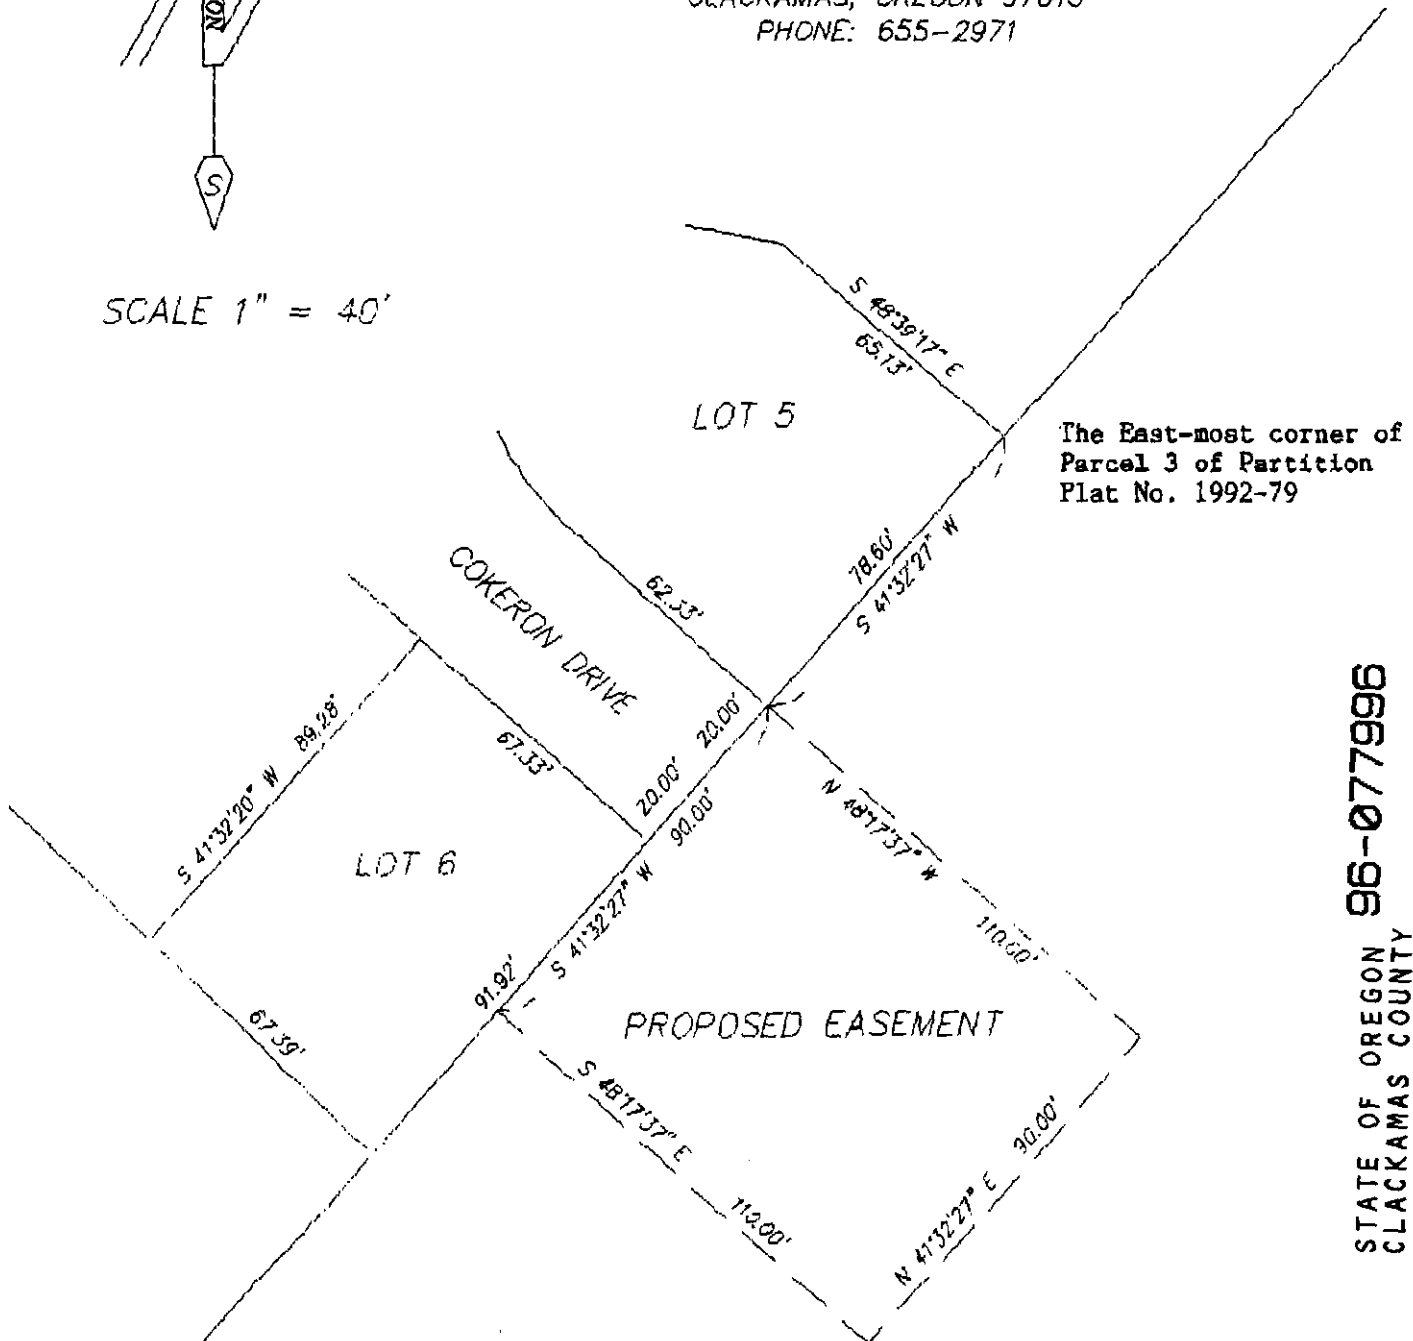 CLACKAMAS, OREGON 97015
PHONE: 655-2971
ON
S
SCALE 1" = 40'
S 48°39'17" E
65.13'
LOT 5
The East-most corner of
Parcel 3 of Partition
Plat No. 1992-79
78.60'
S 41°32'27" W
62.33'
COKERON DRIVE
67.33'
20.00'
20.00'
90.00'
S 41°32'27" W
S 41°32'20" W 89.28'
LOT 6
91.92'
67.39'
N 48°17'37" W
110.00'
PROPOSED EASEMENT
S 48°17'37" E
110.00'
N 41°32'27" E 90.00'
STATE OF OREGON 96-077996
CLACKAMAS COUNTY